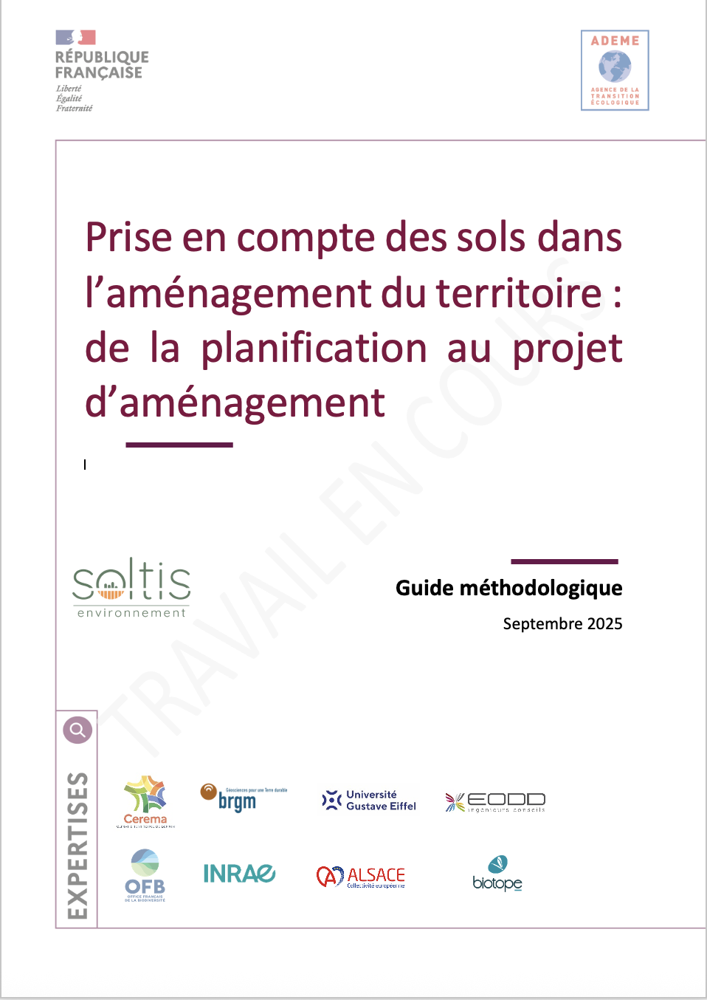 RÉPUBLIQUE
FRANÇAISE
Liberté
Égalité
Fraternité
ADEME
AGENCE DE LA
TRANSITION
ÉCOLOGIQUE
Prise en compte des sols dans
l’aménagement du territoire :
de la planification au projet
d’aménagement
TRAVAIL EN COURS
soltis
environnement
Guide méthodologique
Septembre 2025
EXPERTISES
Cerema
Géosciences pour une Terre durable
brgm
Université
Gustave Eiffel
EODD
ingénieurs conseils
OFB
OFFICE FRANÇAIS
DE LA BIODIVERSITÉ
INRAE
ALSACE
Collectivité européenne
biotope